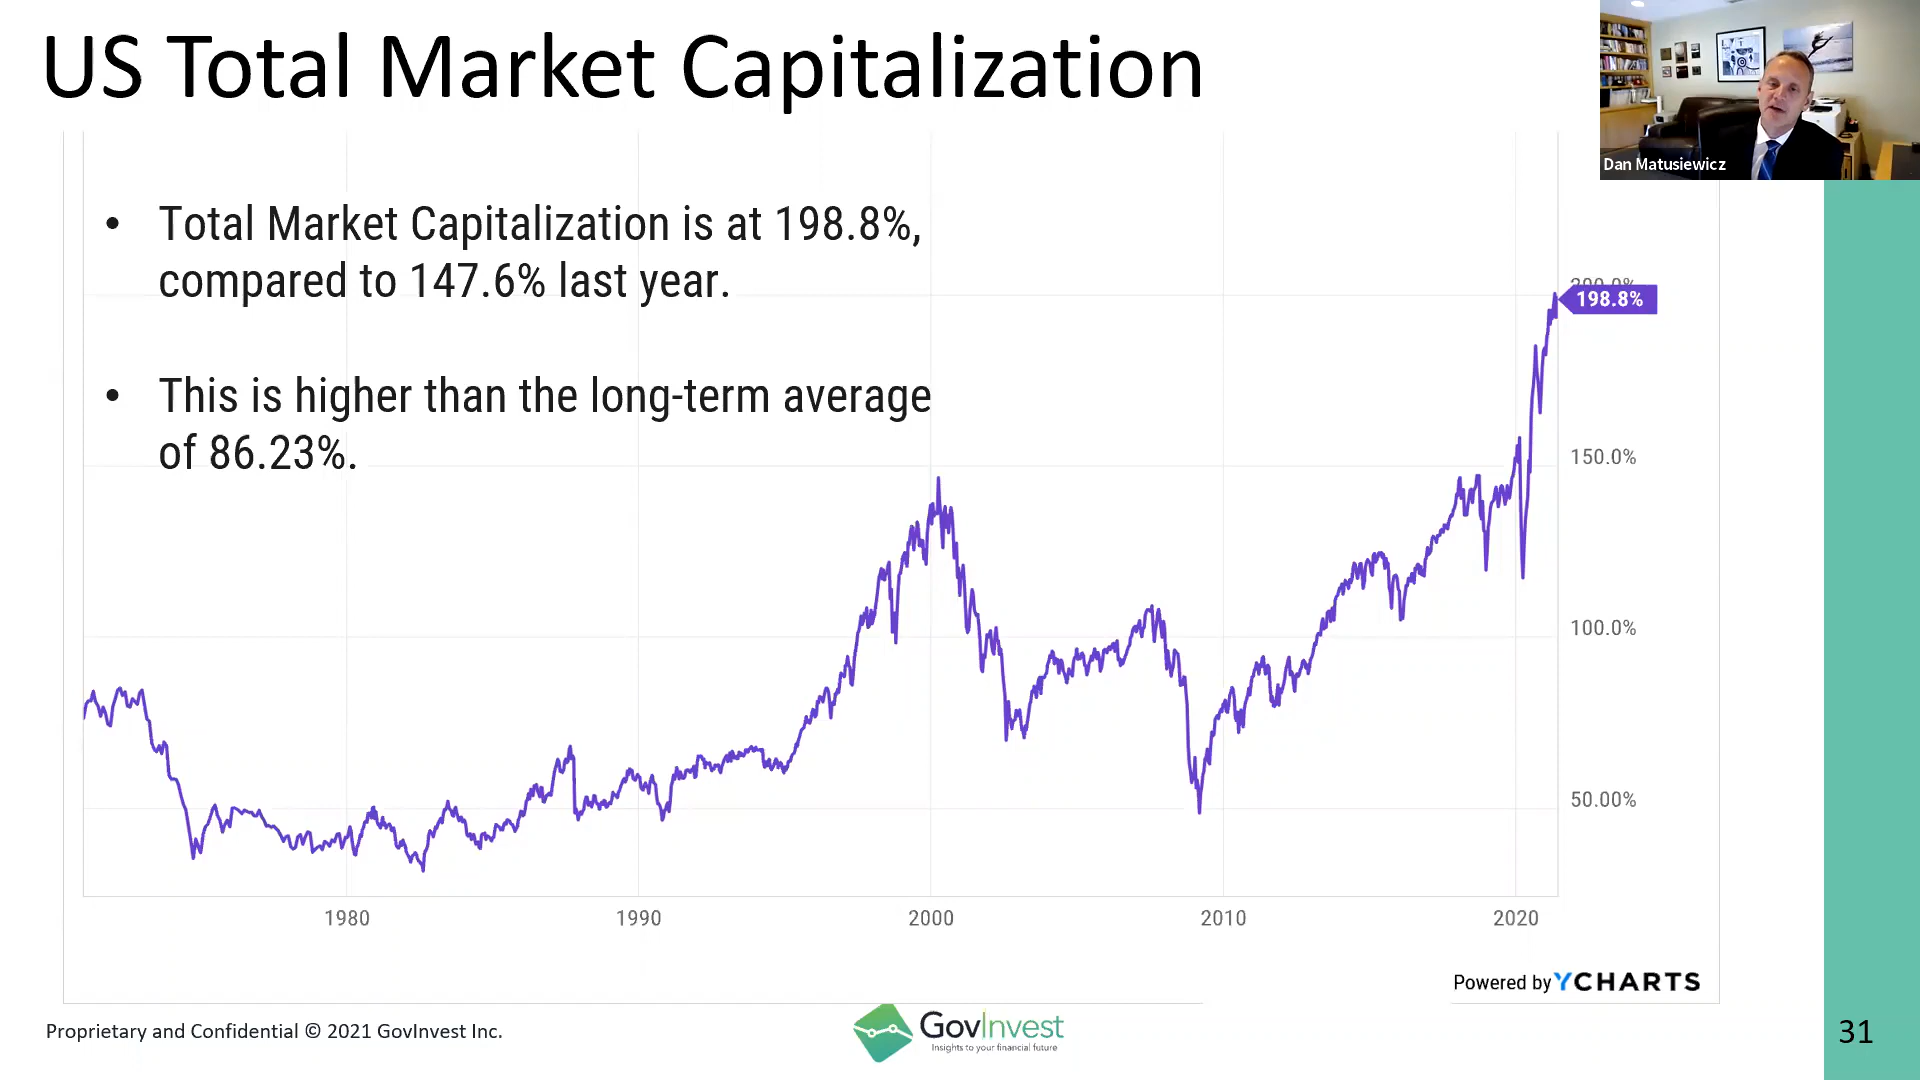 US Total Market Capitalization
Dan Matusiewicz
• Total Market Capitalization is at 198.8%,
compared to 147.6% last year.
• This is higher than the long-term average
of 86.23%.
200.0%
198.8%
150.0%
100.0%
50.00%
1980 1990 2000 2010 2020
Powered by YCHARTS
Proprietary and Confidential © 2021 GovInvest Inc.
GovInvest
Insights to your financial future
31